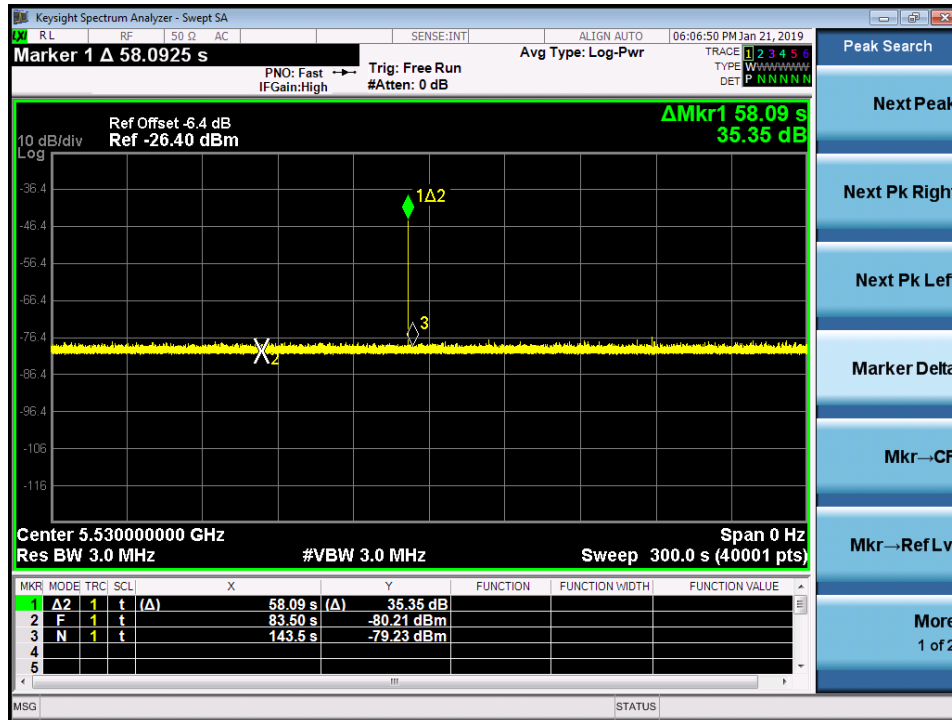 Keysight Spectrum Analyzer - Swept SA
LXI RL RF 50 Ω AC SENSE:INT ALIGN AUTO 06:06:50 PM Jan 21, 2019
Marker 1 Δ 58.0925 s
PNO: Fast
IFGain:High
Trig: Free Run
#Atten: 0 dB
Avg Type: Log-Pwr
TRACE 1 2 3 4 5 6
TYPE WWWWWW
DET P N N N N N
Peak Search
Next Peak
Next Pk Right
Next Pk Left
Marker Delta
Mkr→CF
Mkr→Ref Lvl
More
1 of 2
ΔMkr1 58.09 s
35.35 dB
Ref Offset -6.4 dB
10 dB/div Ref -26.40 dBm
Log
-36.4
-46.4
-56.4
-66.4
-76.4
-86.4
-96.4
-106
-116
1Δ2
3
2
Center 5.530000000 GHz Span 0 Hz
Res BW 3.0 MHz #VBW 3.0 MHz Sweep 300.0 s (40001 pts)
MKR MODE TRC SCL X Y FUNCTION FUNCTION WIDTH FUNCTION VALUE
1 Δ2 1 t (Δ) 58.09 s (Δ) 35.35 dB
2 F 1 t 83.50 s -80.21 dBm
3 N 1 t 143.5 s -79.23 dBm
4
5
MSG STATUS